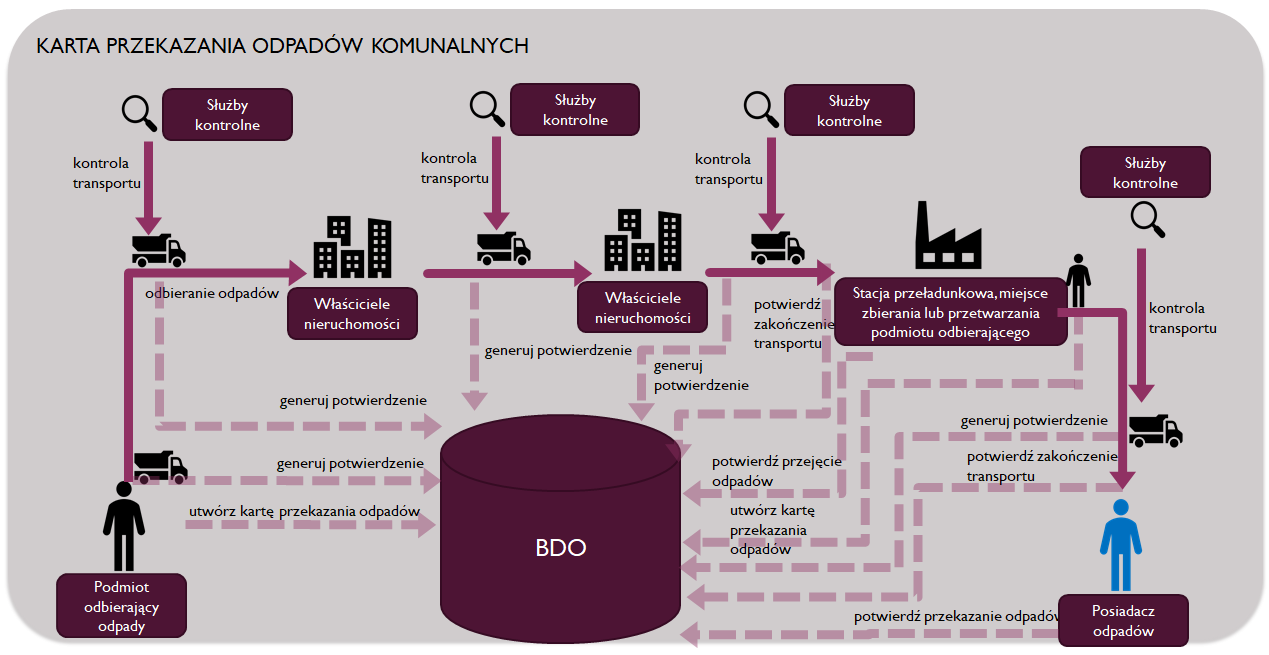 KARTA PRZEKAZANIA ODPADÓW KOMUNALNYCH
Służby
kontrolne
kontrola
transportu
Służby
kontrolne
kontrola
transportu
Służby
kontrolne
kontrola
transportu
Służby
kontrolne
kontrola
transportu
odbieranie odpadów
Właściciele
nieruchomości
Właściciele
nieruchomości
Stacja przeładunkowa, miejsce
zbierania lub przetwarzania
podmiotu odbierającego
potwierdź
zakończenie
transportu
generuj potwierdzenie
generuj
potwierdzenie
generuj potwierdzenie
generuj potwierdzenie
utwórz kartę przekazania odpadów
potwierdź przejęcie
odpadów
utwórz kartę
przekazania
odpadów
generuj potwierdzenie
potwierdź zakończenie
transportu
BDO
Podmiot
odbierający
odpady
potwierdź przekazanie odpadów
Posiadacz
odpadów